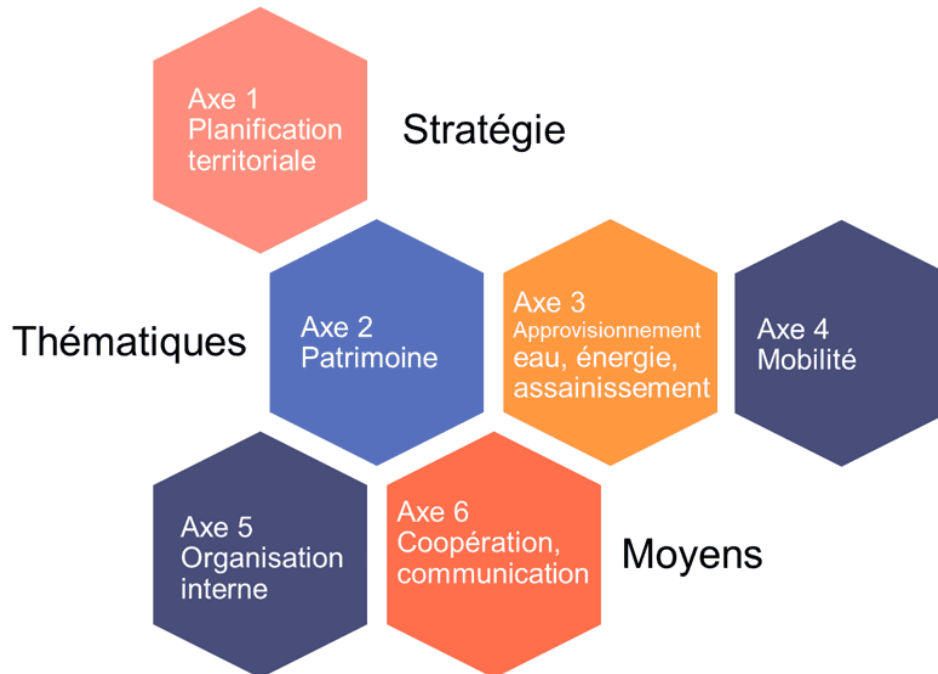 Axe 1
Planification
territoriale
Stratégie
Thématiques
Axe 2
Patrimoine
Axe 3
Approvisionnement
eau, énergie,
assainissement
Axe 4
Mobilité
Axe 5
Organisation
interne
Axe 6
Coopération,
communication
Moyens